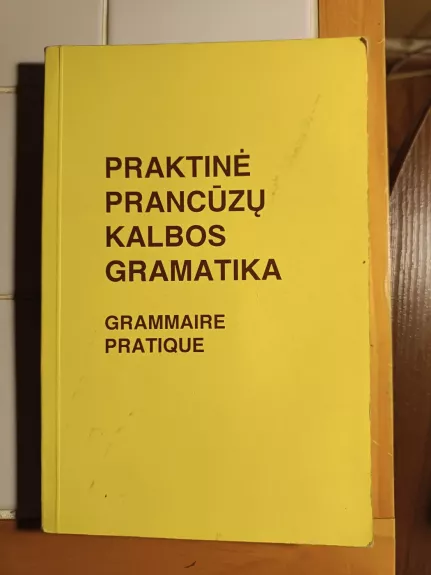 PRAKTINĖ
PRANCŪZŲ
KALBOS
GRAMATIKA
GRAMMAIRE
PRATIQUE